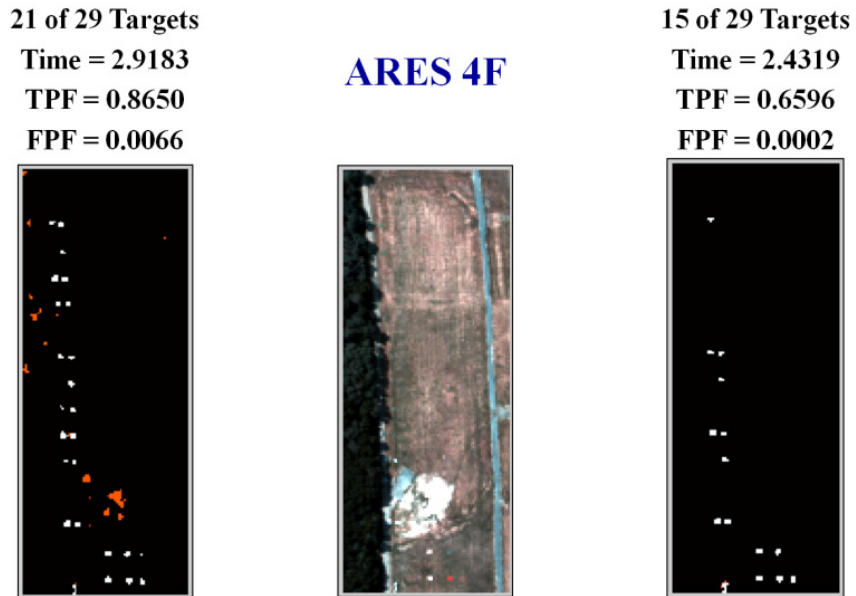 21 of 29 Targets
Time = 2.9183
TPF = 0.8650
FPF = 0.0066
ARES 4F
15 of 29 Targets
Time = 2.4319
TPF = 0.6596
FPF = 0.0002